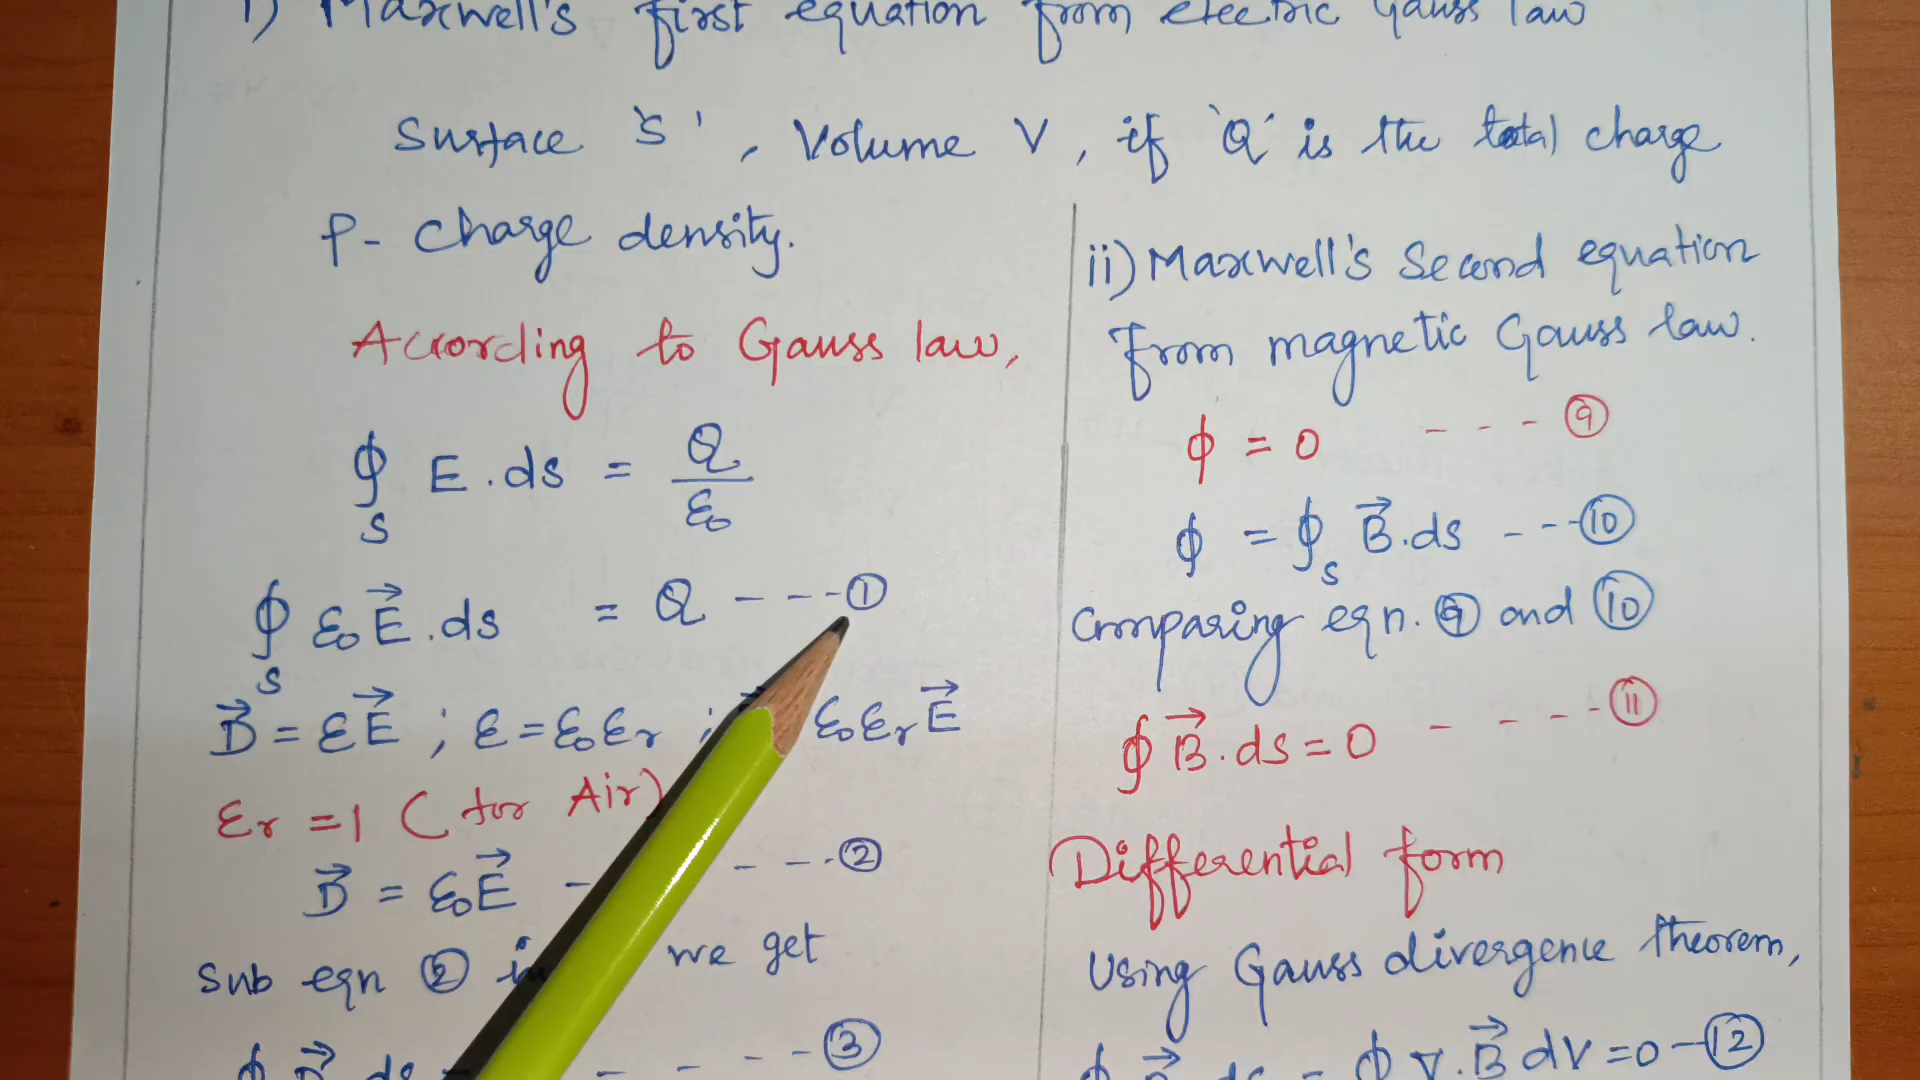 i) Maxwell's first equation from electric Gauss law
Surface 'S', Volume V, if 'Q' is the total charge
ρ- charge density.
According to Gauss law,
∮ E.ds = Q/ε₀
S
∮ ε₀E⃗.ds = Q ---①
S
D⃗ = εE⃗ ; ε = ε₀εr ; ε₀εrE⃗
εr = 1 (for Air)
D⃗ = ε₀E⃗ - - --②
Sub eqn ② we get
---③
ii) Maxwell's Second equation
from magnetic Gauss law.
ϕ = 0 ---⑨
ϕ = ∮s B⃗.ds ---⑩
Comparing eqn. ⑨ and ⑩
∮ B⃗.ds = 0 ----⑪
Differential form
Using Gauss divergence theorem,
∮ ∇.B⃗ dV = 0 -⑫